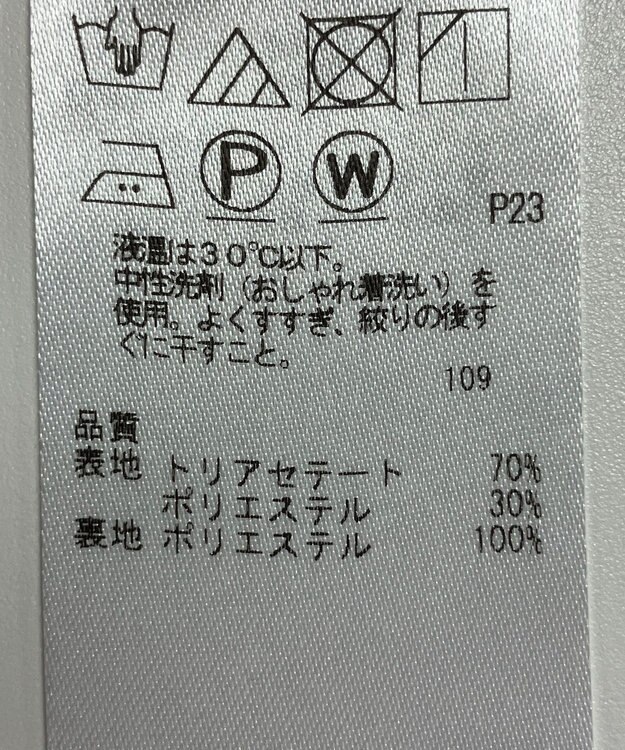 P W
P23
液温は30℃以下。
中性洗剤（おしゃれ着洗い）を
使用。よくすすぎ、絞りの後す
ぐに干すこと。
109
品質
表地 トリアセテート 70%
ポリエステル 30%
裏地 ポリエステル 100%